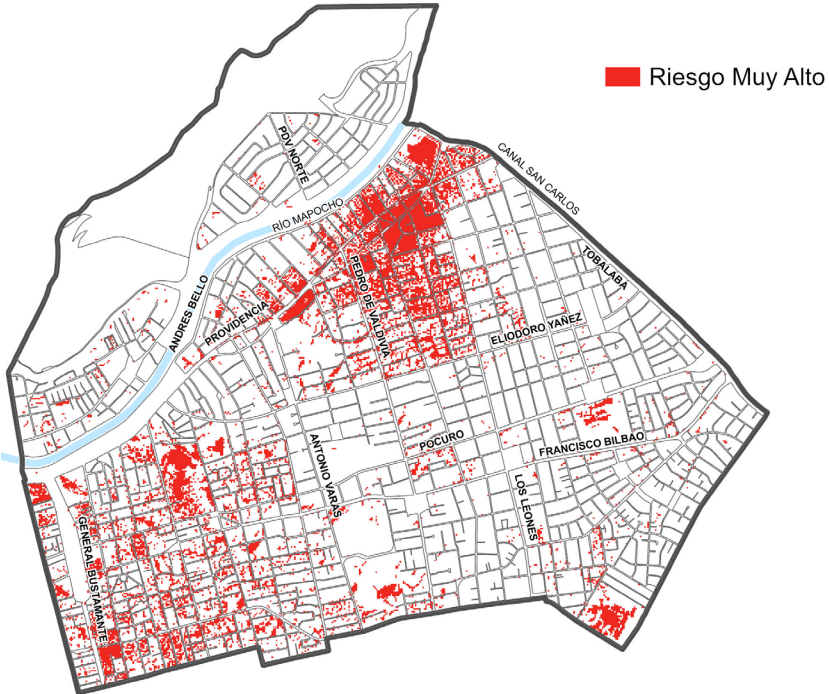 Riesgo Muy Alto
PDV NORTE
CANAL SAN CARLOS
RÍO MAPOCHO
TOBALABA
ANDRES BELLO
PROVIDENCIA
PEDRO DE VALDIVIA
ELIODORO YAÑEZ
POCURO
FRANCISCO BILBAO
ANTONIO VARAS
LOS LEONES
GENERAL BUSTAMANTE